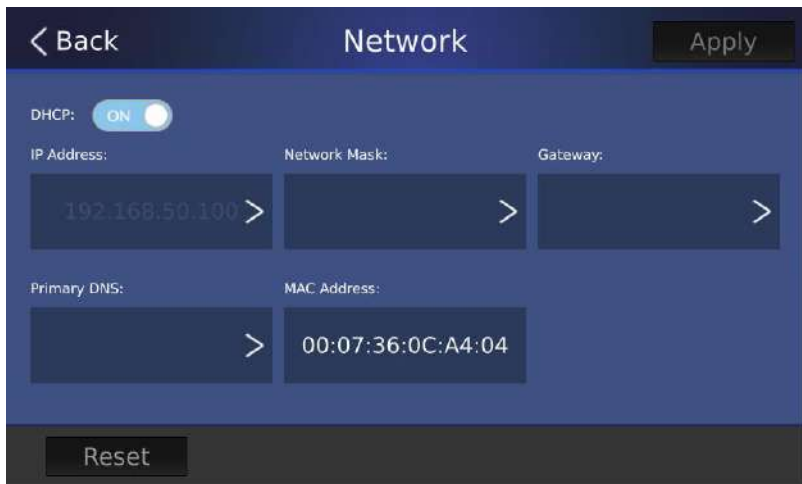 < Back Network Apply
DHCP: ON
IP Address: Network Mask: Gateway:
192.168.50.100 > > >
Primary DNS: MAC Address:
> 00:07:36:0C:A4:04
Reset